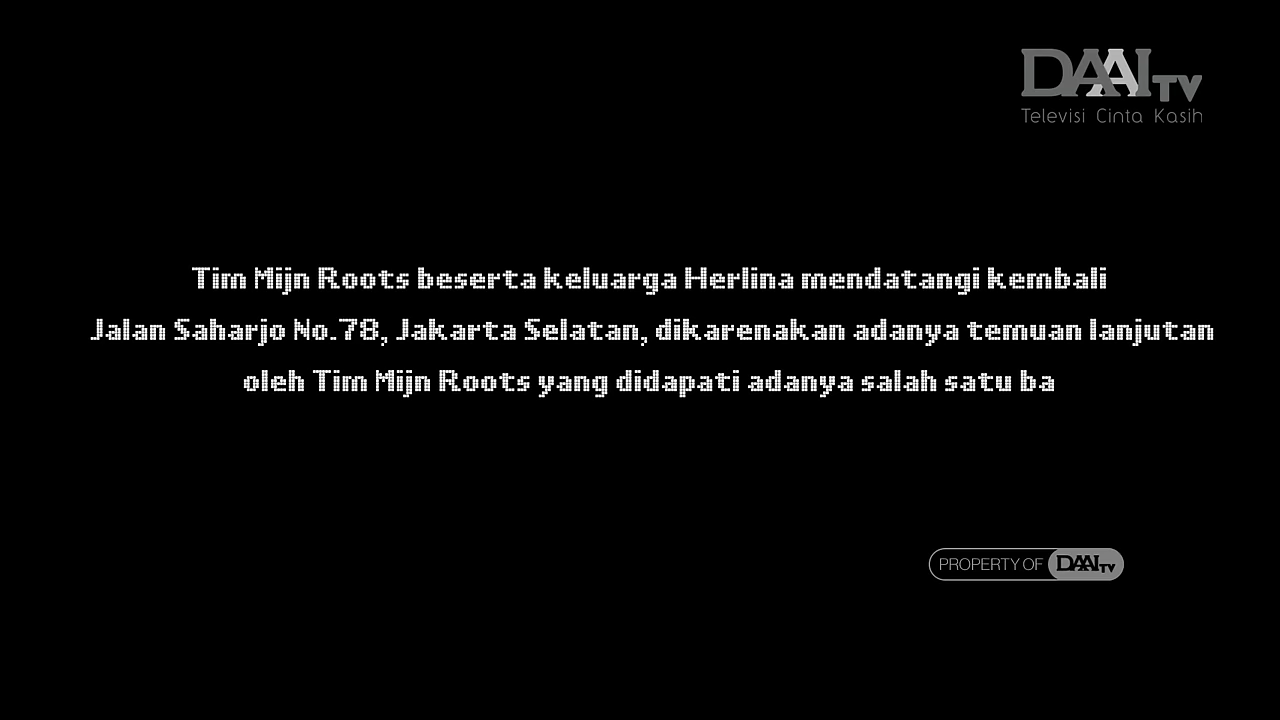 DAAI TV
Televisi Cinta Kasih
Tim Mijn Roots beserta keluarga Herlina mendatangi kembali
Jalan Saharjo No.78, Jakarta Selatan, dikarenakan adanya temuan lanjutan
oleh Tim Mijn Roots yang didapati adanya salah satu ba
PROPERTY OF DAAI TV